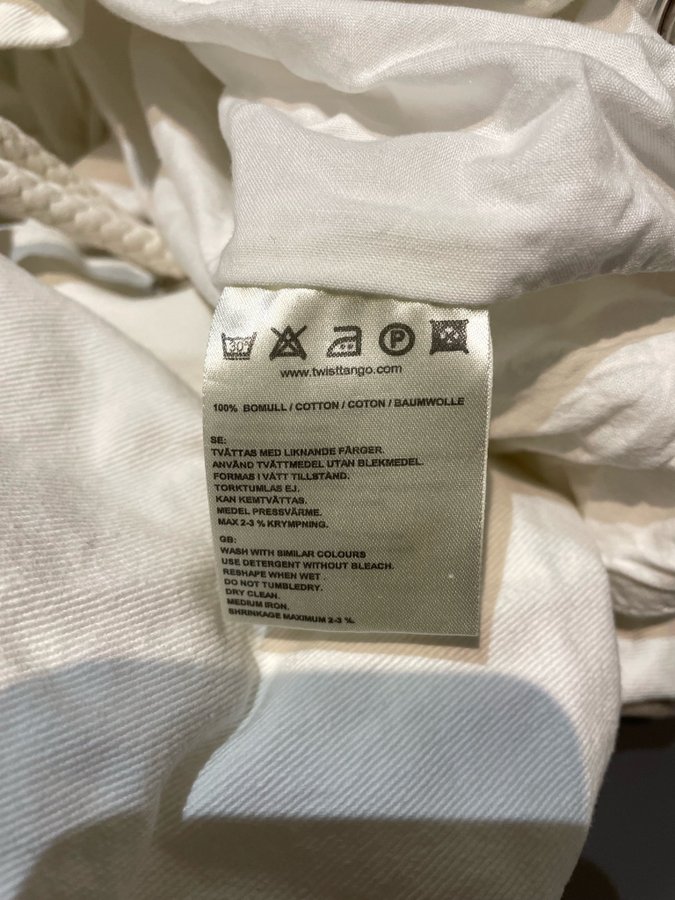 30°
P
www.twisttango.com
100% BOMULL / COTTON / COTON / BAUMWOLLE
SE:
TVÄTTAS MED LIKNANDE FÄRGER.
ANVÄND TVÄTTMEDEL UTAN BLEKMEDEL.
FORMAS I VÅTT TILLSTÅND.
TORKTUMLAS EJ.
KAN KEMTVÄTTAS.
MEDEL PRESSVÄRME.
MAX 2-3 % KRYMPNING.
GB:
WASH WITH SIMILAR COLOURS
USE DETERGENT WITHOUT BLEACH.
RESHAPE WHEN WET .
DO NOT TUMBLEDRY.
DRY CLEAN.
MEDIUM IRON.
SHRINKAGE MAXIMUM 2-3 %.